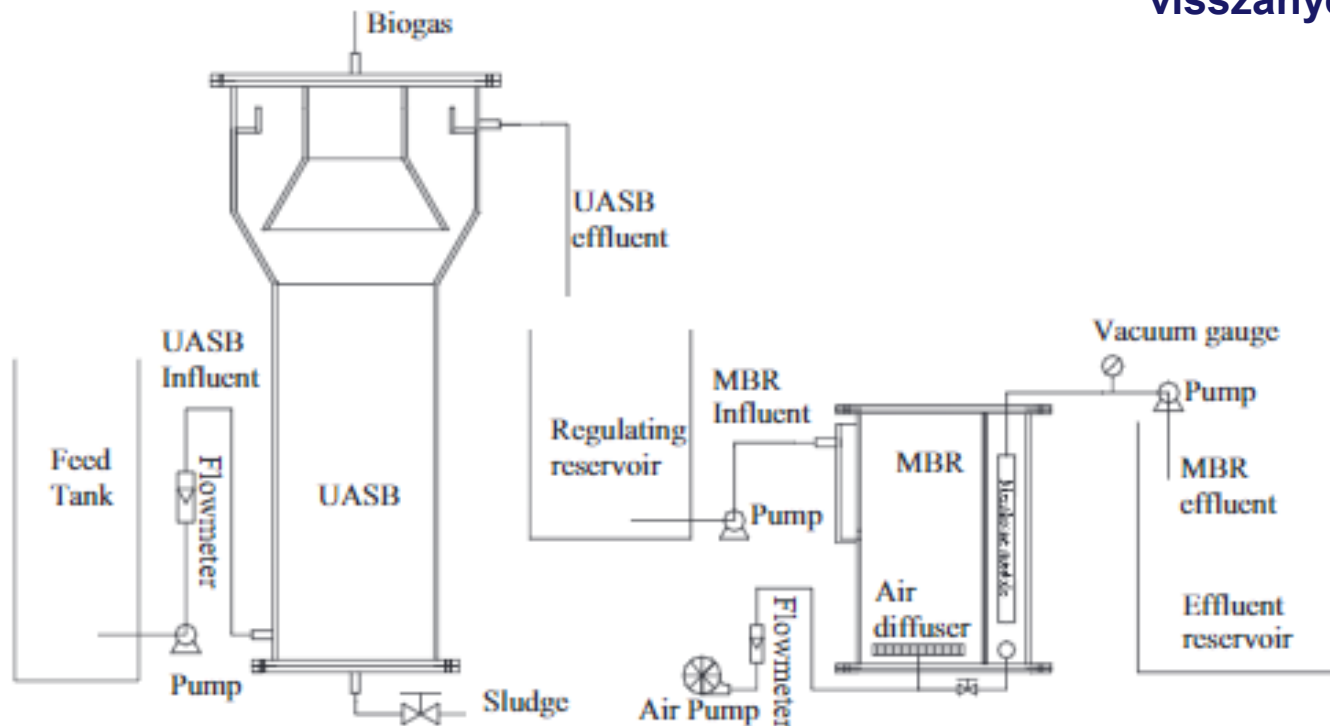 Biogas
UASB
effluent
UASB
Influent
Feed
Tank
Flowmeter
Pump
UASB
Sludge
Regulating
reservoir
MBR
Influent
Pump
MBR
Air
diffuser
Flowmeter
Air Pump
Vacuum gauge
Pump
MBR
effluent
Effluent
reservoir